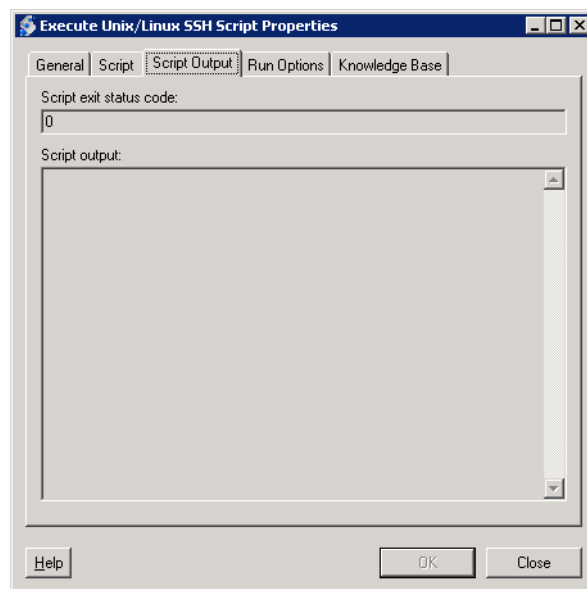 Execute Unix/Linux SSH Script Properties
General Script Script Output Run Options Knowledge Base
Script exit status code:
0
Script output:
Help OK Close